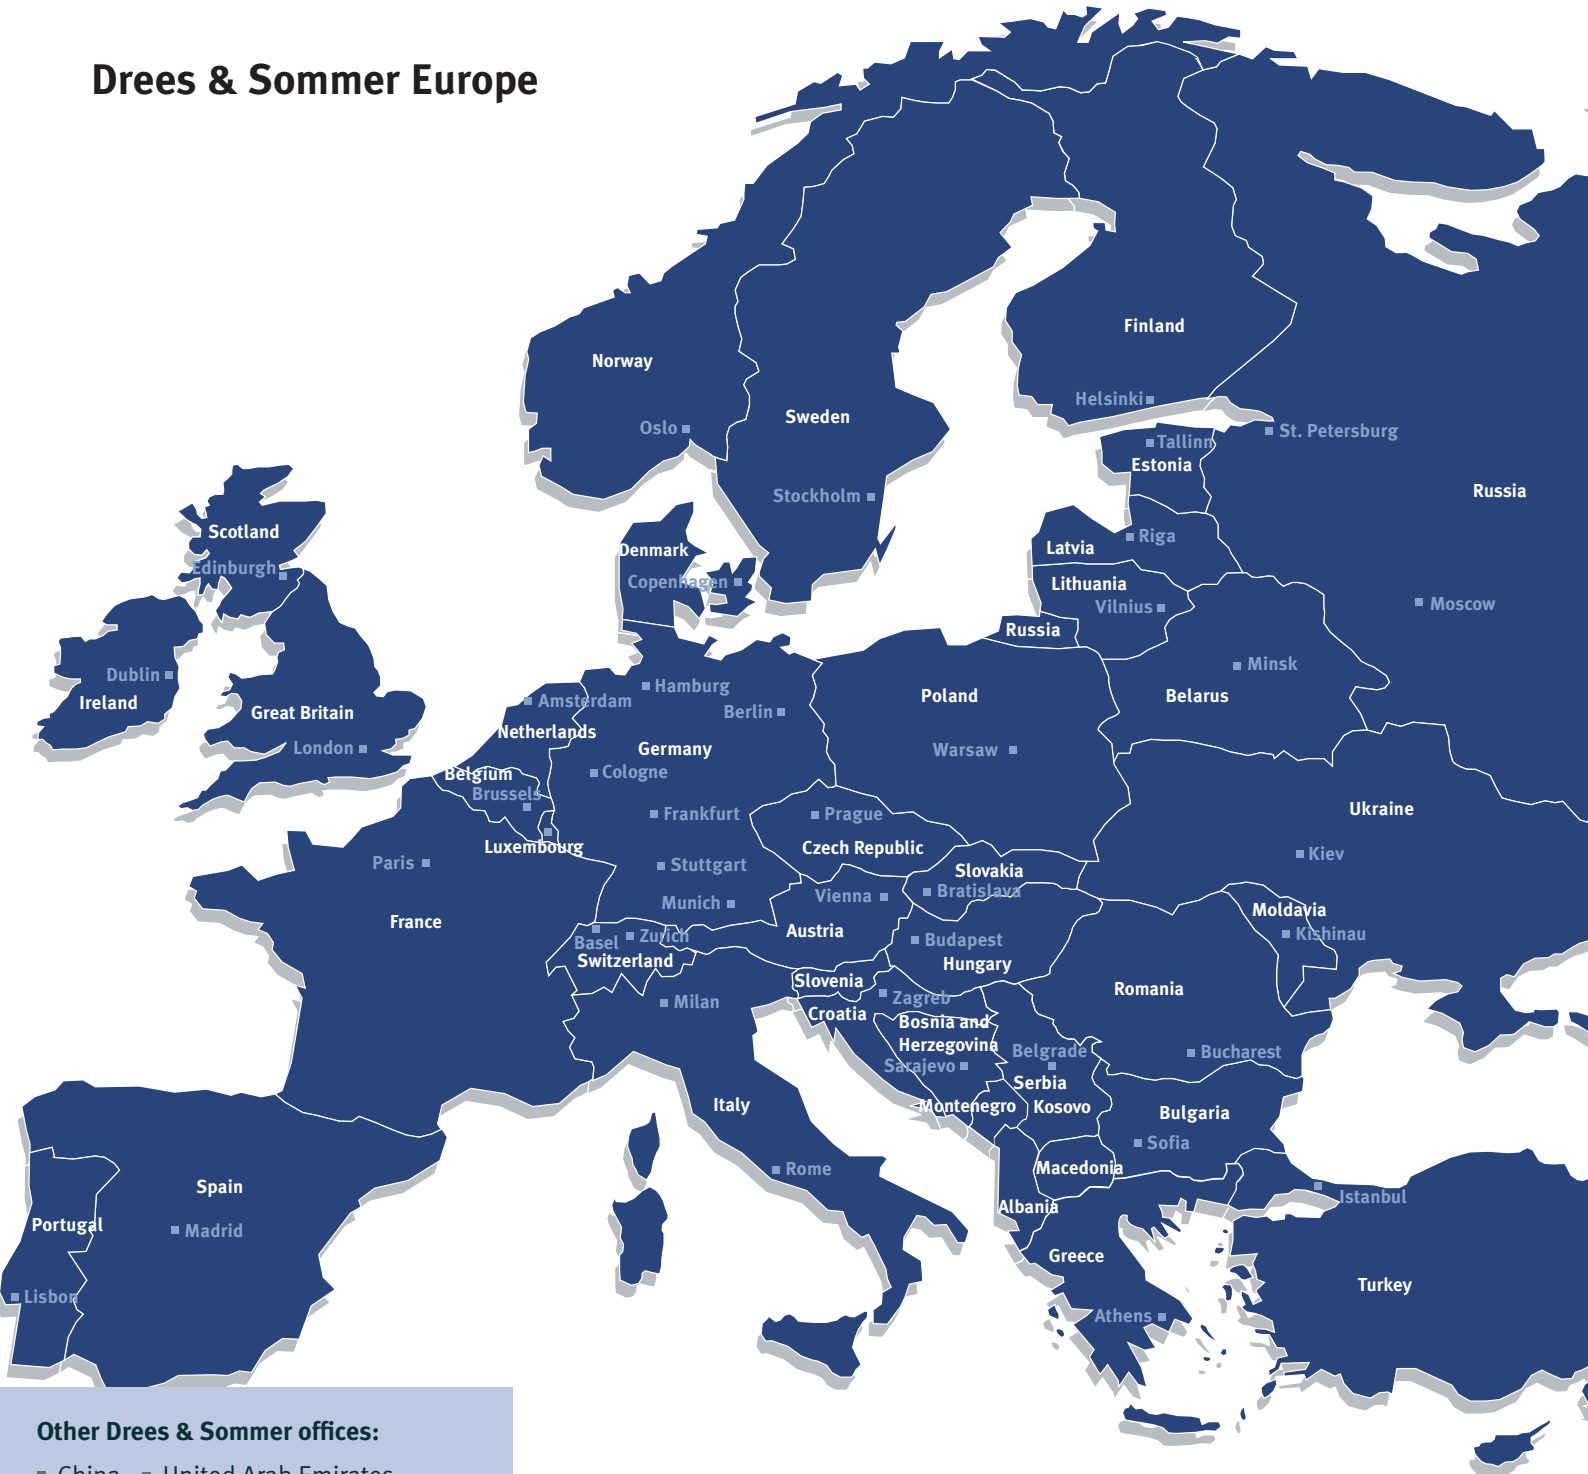 Drees & Sommer Europe
Finland
Norway
Helsinki
Sweden
Oslo
St. Petersburg
Tallinn
Estonia
Russia
Stockholm
Scotland
Riga
Latvia
Denmark
Edinburgh
Copenhagen
Lithuania
Vilnius
Moscow
Russia
Minsk
Dublin
Hamburg
Poland
Belarus
Ireland
Amsterdam
Great Britain
Berlin
Netherlands
London
Germany
Warsaw
Belgium
Cologne
Brussels
Ukraine
Frankfurt
Prague
Luxembourg
Czech Republic
Kiev
Paris
Stuttgart
Slovakia
Bratislava
Munich
Vienna
Moldavia
France
Austria
Kishinau
Basel
Zurich
Budapest
Switzerland
Hungary
Slovenia
Romania
Milan
Zagreb
Croatia
Bosnia and
Herzegovina
Belgrade
Bucharest
Sarajevo
Serbia
Italy
Montenegro
Kosovo
Bulgaria
Sofia
Rome
Macedonia
Spain
Istanbul
Albania
Portugal
Madrid
Greece
Turkey
Lisbon
Athens
Other Drees & Sommer offices:
China
United Arab Emirates